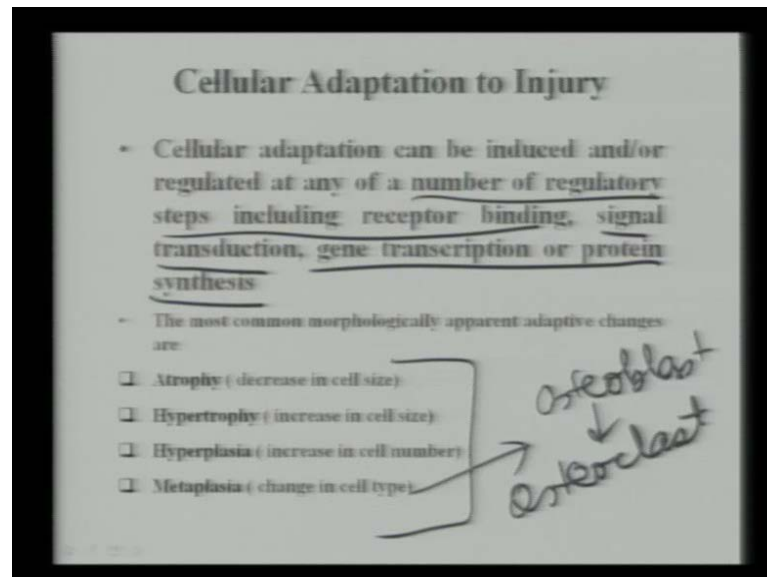 Cellular Adaptation to Injury
• Cellular adaptation can be induced and/or
regulated at any of a number of regulatory
steps including receptor binding, signal
transduction, gene transcription or protein
synthesis
• The most common morphologically apparent adaptive changes
are
❑ Atrophy ( decrease in cell size)
❑ Hypertrophy ( increase in cell size)
❑ Hyperplasia ( increase in cell number)
❑ Metaplasia ( change in cell type)
osteoblast
osteoclast